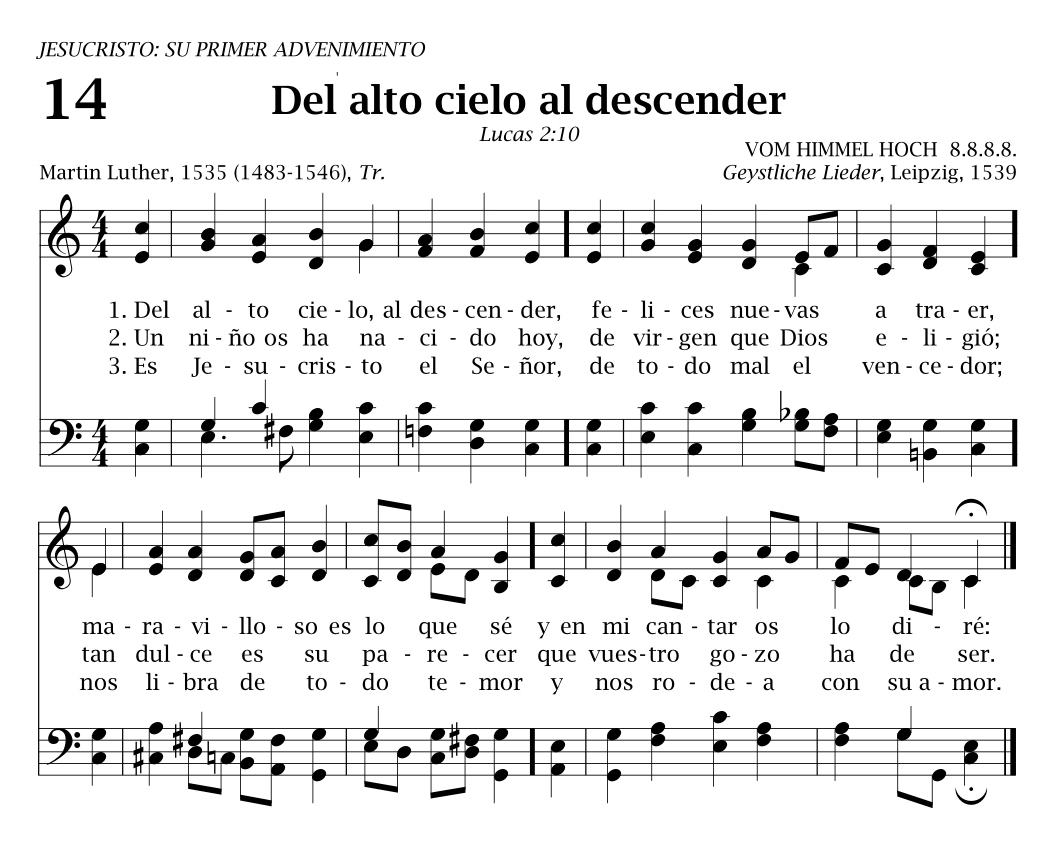 JESUCRISTO: SU PRIMER ADVENIMIENTO
14
Del alto cielo al descender
Lucas 2:10
VOM HIMMEL HOCH 8.8.8.8.
Martin Luther, 1535 (1483-1546), Tr.
Geystliche Lieder, Leipzig, 1539
1. Del al - to cie - lo, al des - cen - der, fe - li - ces nue - vas a tra - er,
2. Un ni - ño os ha na - ci - do hoy, de vir - gen que Dios e - li - gió;
3. Es Je - su - cris - to el Se - ñor, de to - do mal el ven - ce - dor;
ma - ra - vi - llo - so es lo que sé y en mi can - tar os lo di - ré:
tan dul - ce es su pa - re - cer que vues - tro go - zo ha de ser.
nos li - bra de to - do te - mor y nos ro - de - a con su a - mor.